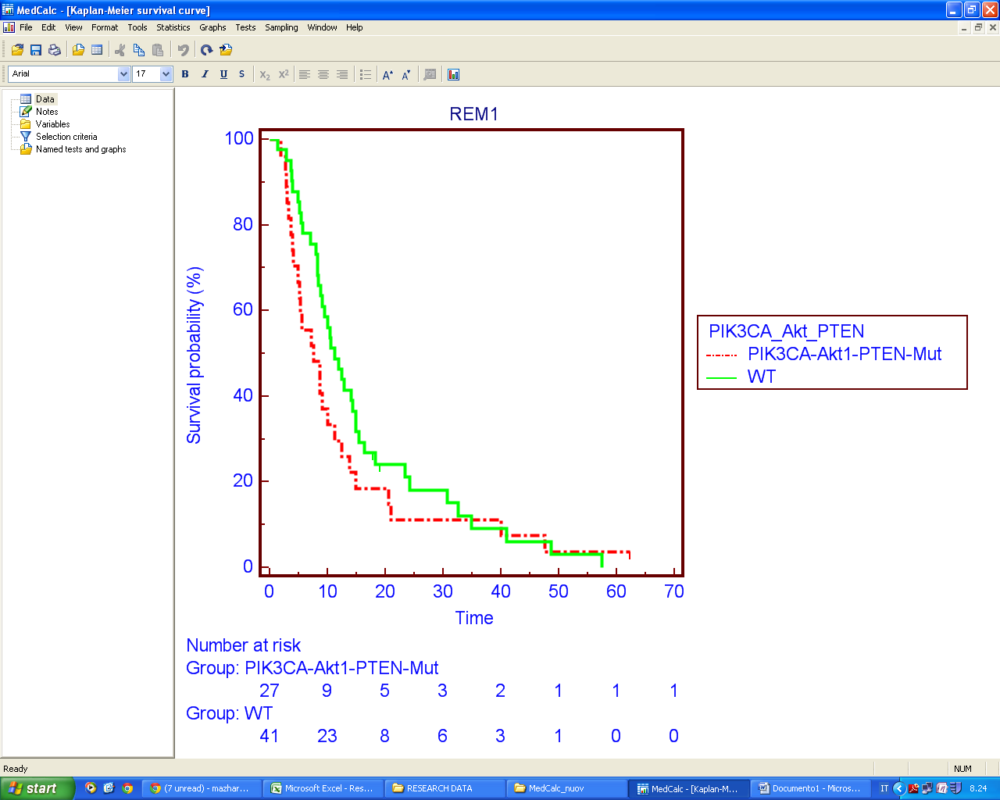 MedCalc - [Kaplan-Meier survival curve]
File Edit View Format Tools Statistics Graphs Tests Sampling Window Help
Arial 17 B I U S X2 X2 A A
Data
Notes
Variables
Selection criteria
Named tests and graphs
REM1
100
80
60
40
20
0
Survival probability (%)
0 10 20 30 40 50 60 70
Time
PIK3CA_Akt_PTEN
PIK3CA-Akt1-PTEN-Mut
WT
Number at risk
Group: PIK3CA-Akt1-PTEN-Mut
27 9 5 3 2 1 1 1
Group: WT
41 23 8 6 3 1 0 0
Ready NUM
start (7 unread) - mazhar... Microsoft Excel - Res... RESEARCH DATA MedCalc_nuov MedCalc - [Kaplan-M... Documento1 - Micros... IT 8.24